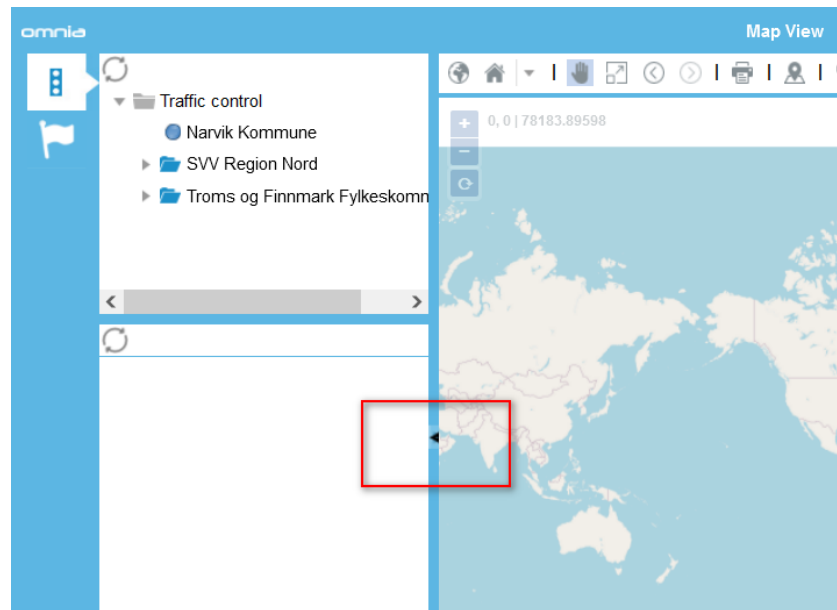 omnia
Map View
Traffic control
Narvik Kommune
SVV Region Nord
Troms og Finnmark Fylkeskomn
0, 0 | 78183.89598